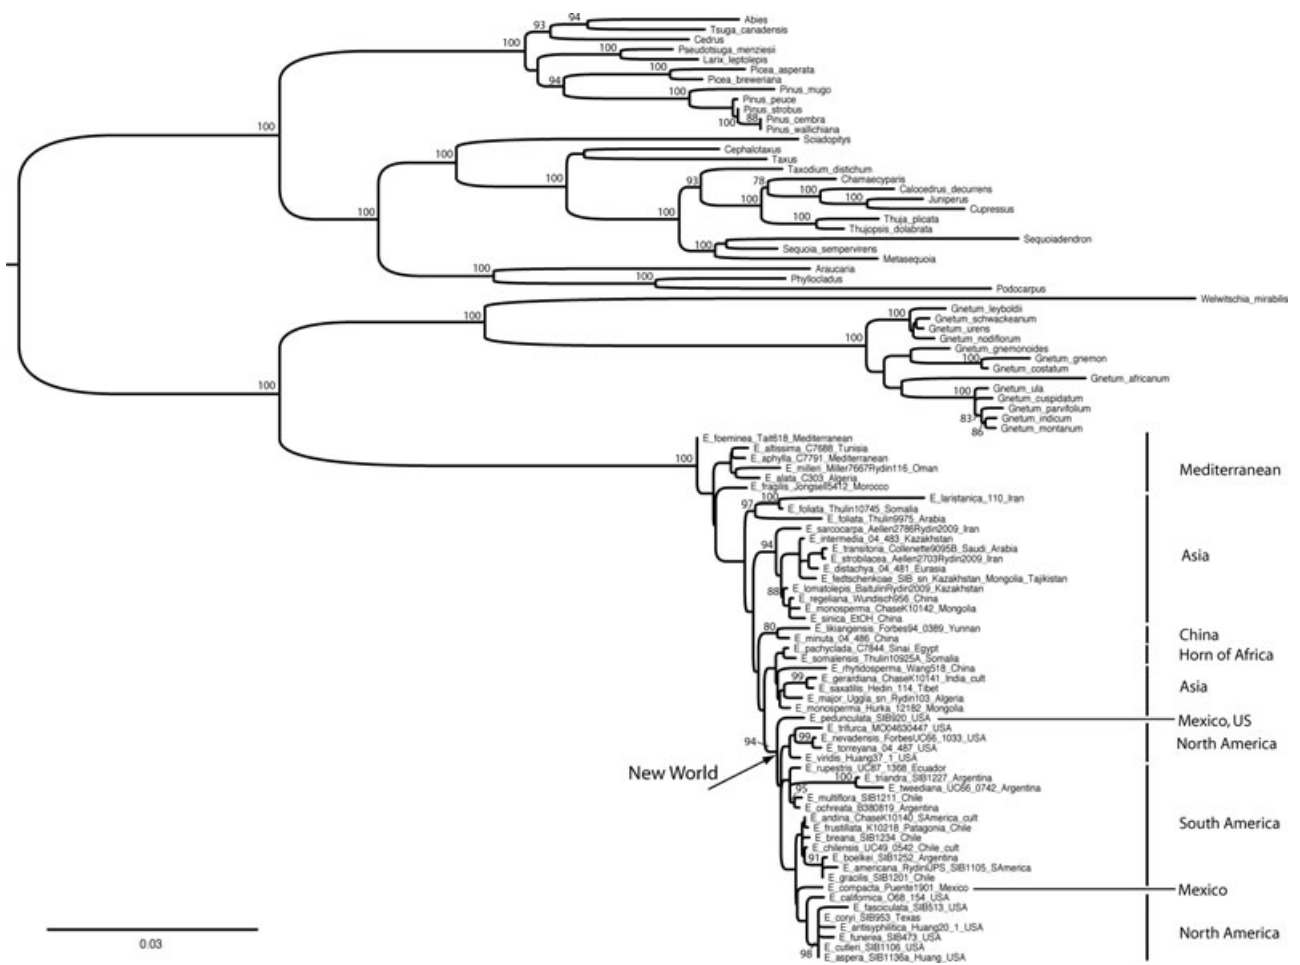 94
Abies
93
Tsuga_canadensis
100
Cedrus
100
Pseudotsuga_menziesii
Larix_leptolepis
100
Picea_asperata
94
Picea_breweriana
100
Pinus_mugo
Pinus_peuce
Pinus_strobus
100
88
Pinus_cembra
Pinus_wallichiana
100
Sciadopitys
100
Cephalotaxus
Taxus
100
Taxodium_distichum
93
78
Chamaecyparis
100
Calocedrus_decurrens
100
100
Juniperus
Cupressus
100
100
Thuja_plicata
Thujopsis_dolabrata
100
Sequoiadendron
Sequoia_sempervirens
Metasequoia
100
Araucaria
100
Phyllocladus
Podocarpus
Welwitschia_mirabilis
100
100
Gnetum_leyboldii
Gnetum_schwackeanum
Gnetum_urens
100
Gnetum_nodiflorum
Gnetum_gnemonoides
100
Gnetum_gnemon
Gnetum_costatum
100
Gnetum_africanum
100
Gnetum_ula
Gnetum_cuspidatum
Gnetum_parvifolium
83
Gnetum_indicum
86
Gnetum_montanum
100
E_foeminea_Tait618_Mediterranean
E_altissima_C7688_Tunisia
E_aphylla_C7791_Mediterranean
E_milleri_Miller7667Rydin116_Oman
E_alata_C303_Algeria
E_fragilis_Jongsell5412_Morocco
Mediterranean
97
100
E_laristanica_110_Iran
E_foliata_Thulin10745_Somalia
E_foliata_Thulin9975_Arabia
E_sarcocarpa_Aellen2786Rydin2009_Iran
94
E_intermedia_04_483_Kazakhstan
E_transitoria_Collenette9095B_Saudi_Arabia
E_strobilacea_Aellen2703Rydin2009_Iran
E_distachya_04_481_Eurasia
E_fedtschenkoae_SIB_sn_Kazakhstan_Mongolia_Tajikistan
88
E_lomatolepis_BaitulinRydin2009_Kazakhstan
E_regeliana_Wundisch956_China
E_monosperma_ChaseK10142_Mongolia
E_sinica_EtOH_China
Asia
80
E_likiangensis_Forbes94_0389_Yunnan
E_minuta_04_486_China
China
E_pachyclada_C7844_Sinai_Egypt
E_somalensis_Thulin10925A_Somalia
Horn of Africa
E_rhytidosperma_Wang518_China
99
E_gerardiana_ChaseK10141_India_cult
E_saxatilis_Hedin_114_Tibet
E_major_Uggla_sn_Rydin103_Algeria
E_monosperma_Hurka_12182_Mongolia
Asia
E_pedunculata_SIB920_USA
Mexico, US
94
E_trifurca_MO04630447_USA
99
E_nevadensis_ForbesUC66_1033_USA
E_torreyana_04_487_USA
E_viridis_Huang37_1_USA
North America
New World
E_rupestris_UC87_1368_Ecuador
100
E_triandra_SIB1227_Argentina
E_tweediana_UC66_0742_Argentina
95
E_multiflora_SIB1211_Chile
E_ochreata_B380819_Argentina
E_andina_ChaseK10140_SAmerica_cult
E_frustillata_K10218_Patagonia_Chile
E_breana_SIB1234_Chile
E_chilensis_UC49_0542_Chile_cult
91
E_boelkei_SIB1252_Argentina
E_americana_RydinUPS_SIB1105_SAmerica
E_gracilis_SIB1201_Chile
South America
E_compacta_Puente1901_Mexico
Mexico
E_californica_O68_154_USA
E_fasciculata_SIB513_USA
E_coryi_SIB953_Texas
E_antisyphilitica_Huang20_1_USA
E_funerea_SIB473_USA
E_cutleri_SIB1106_USA
98
E_aspera_SIB1136a_Huang_USA
North America
0.03